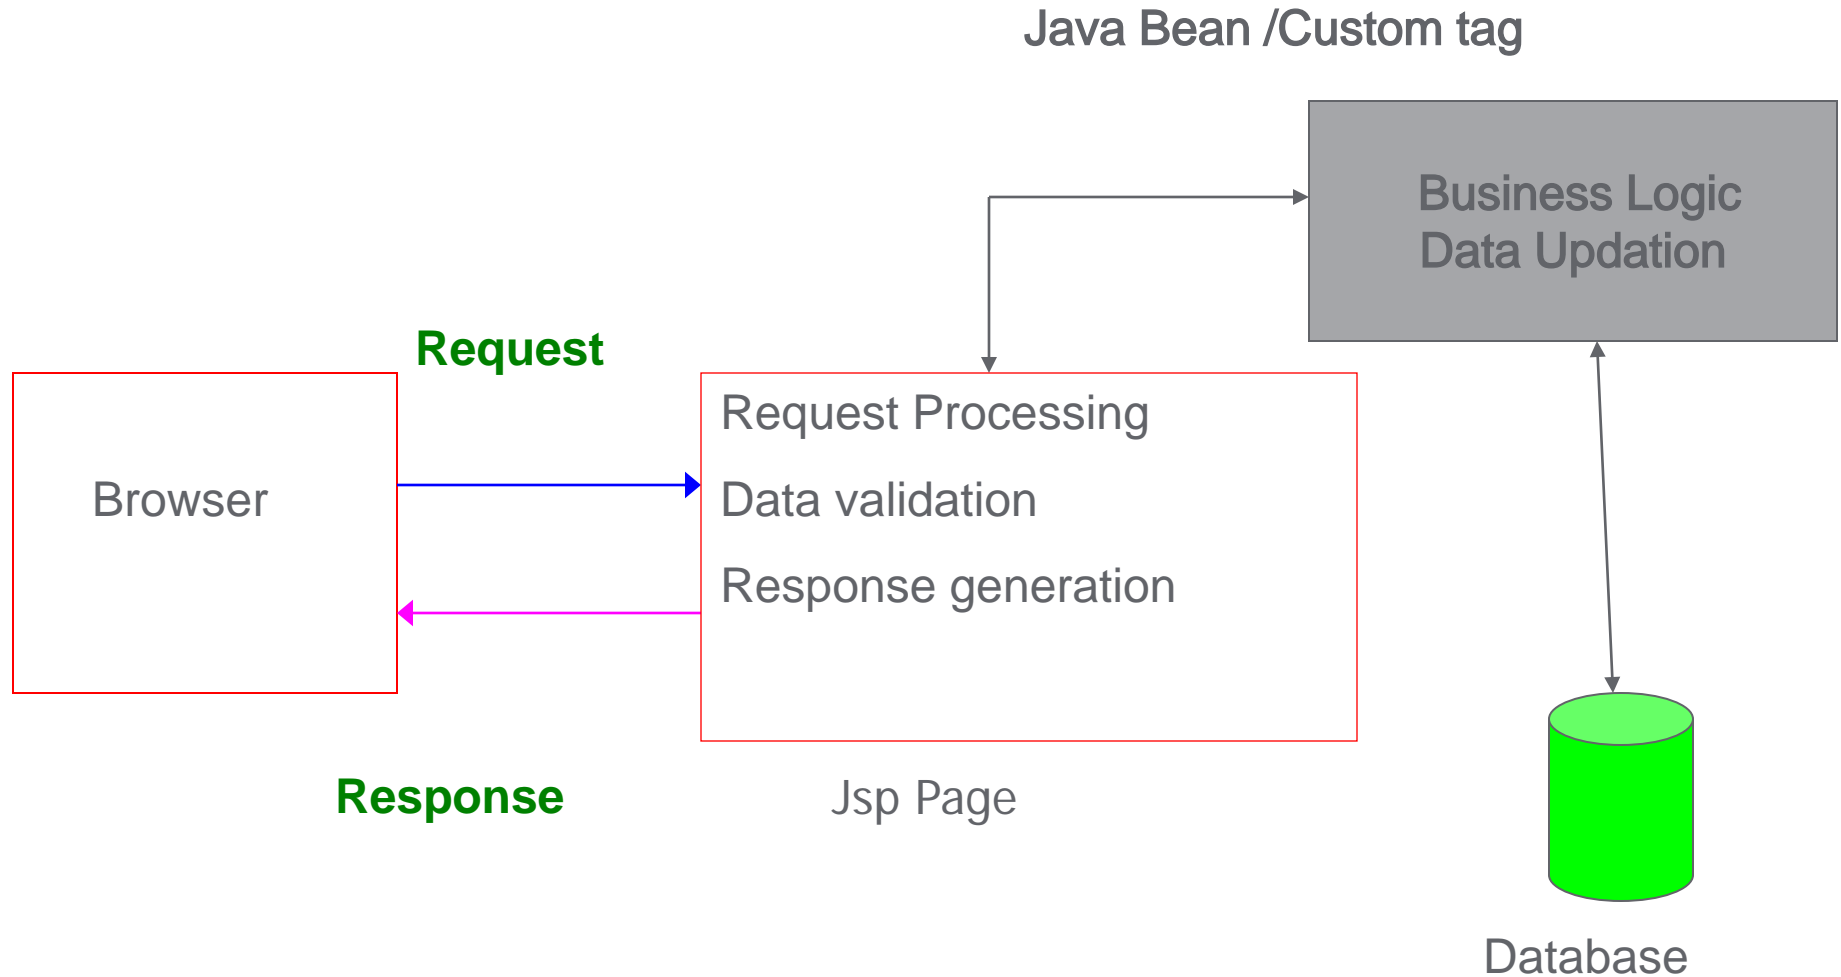 Java Bean /Custom tag
Business Logic
Data Updation
Request
Request Processing
Browser
Data validation
Response generation
Response
Jsp Page
Database